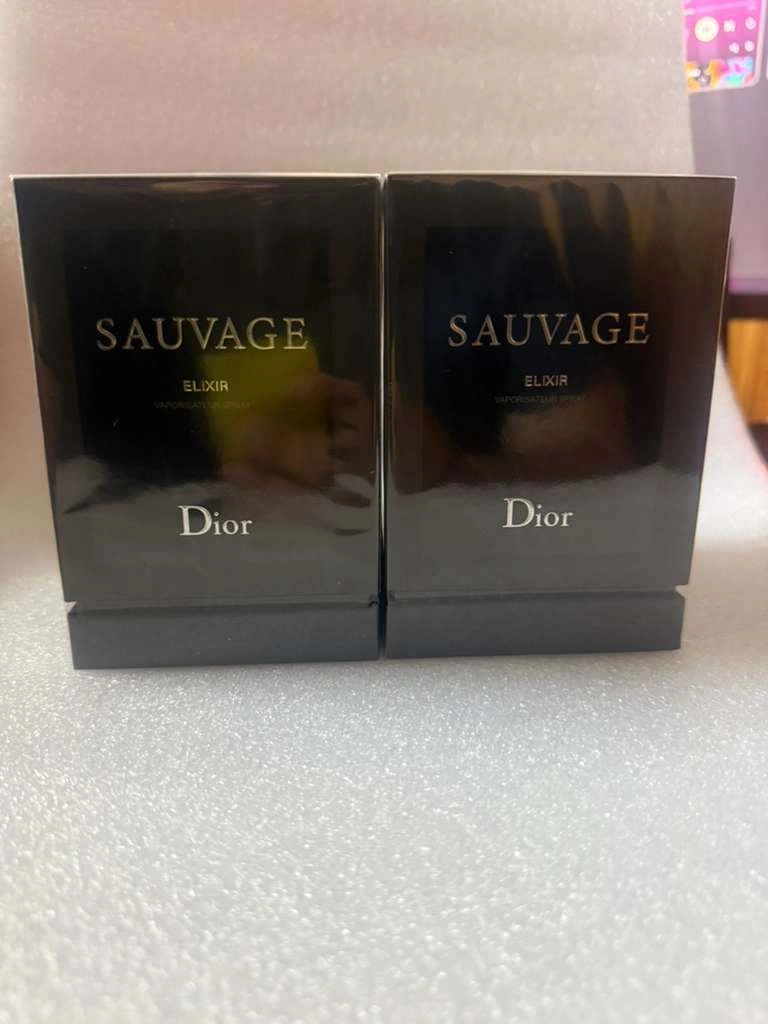 SAUVAGE
ELIXIR
VAPORISATEUR SPRAY
Dior
SAUVAGE
ELIXIR
VAPORISATEUR SPRAY
Dior